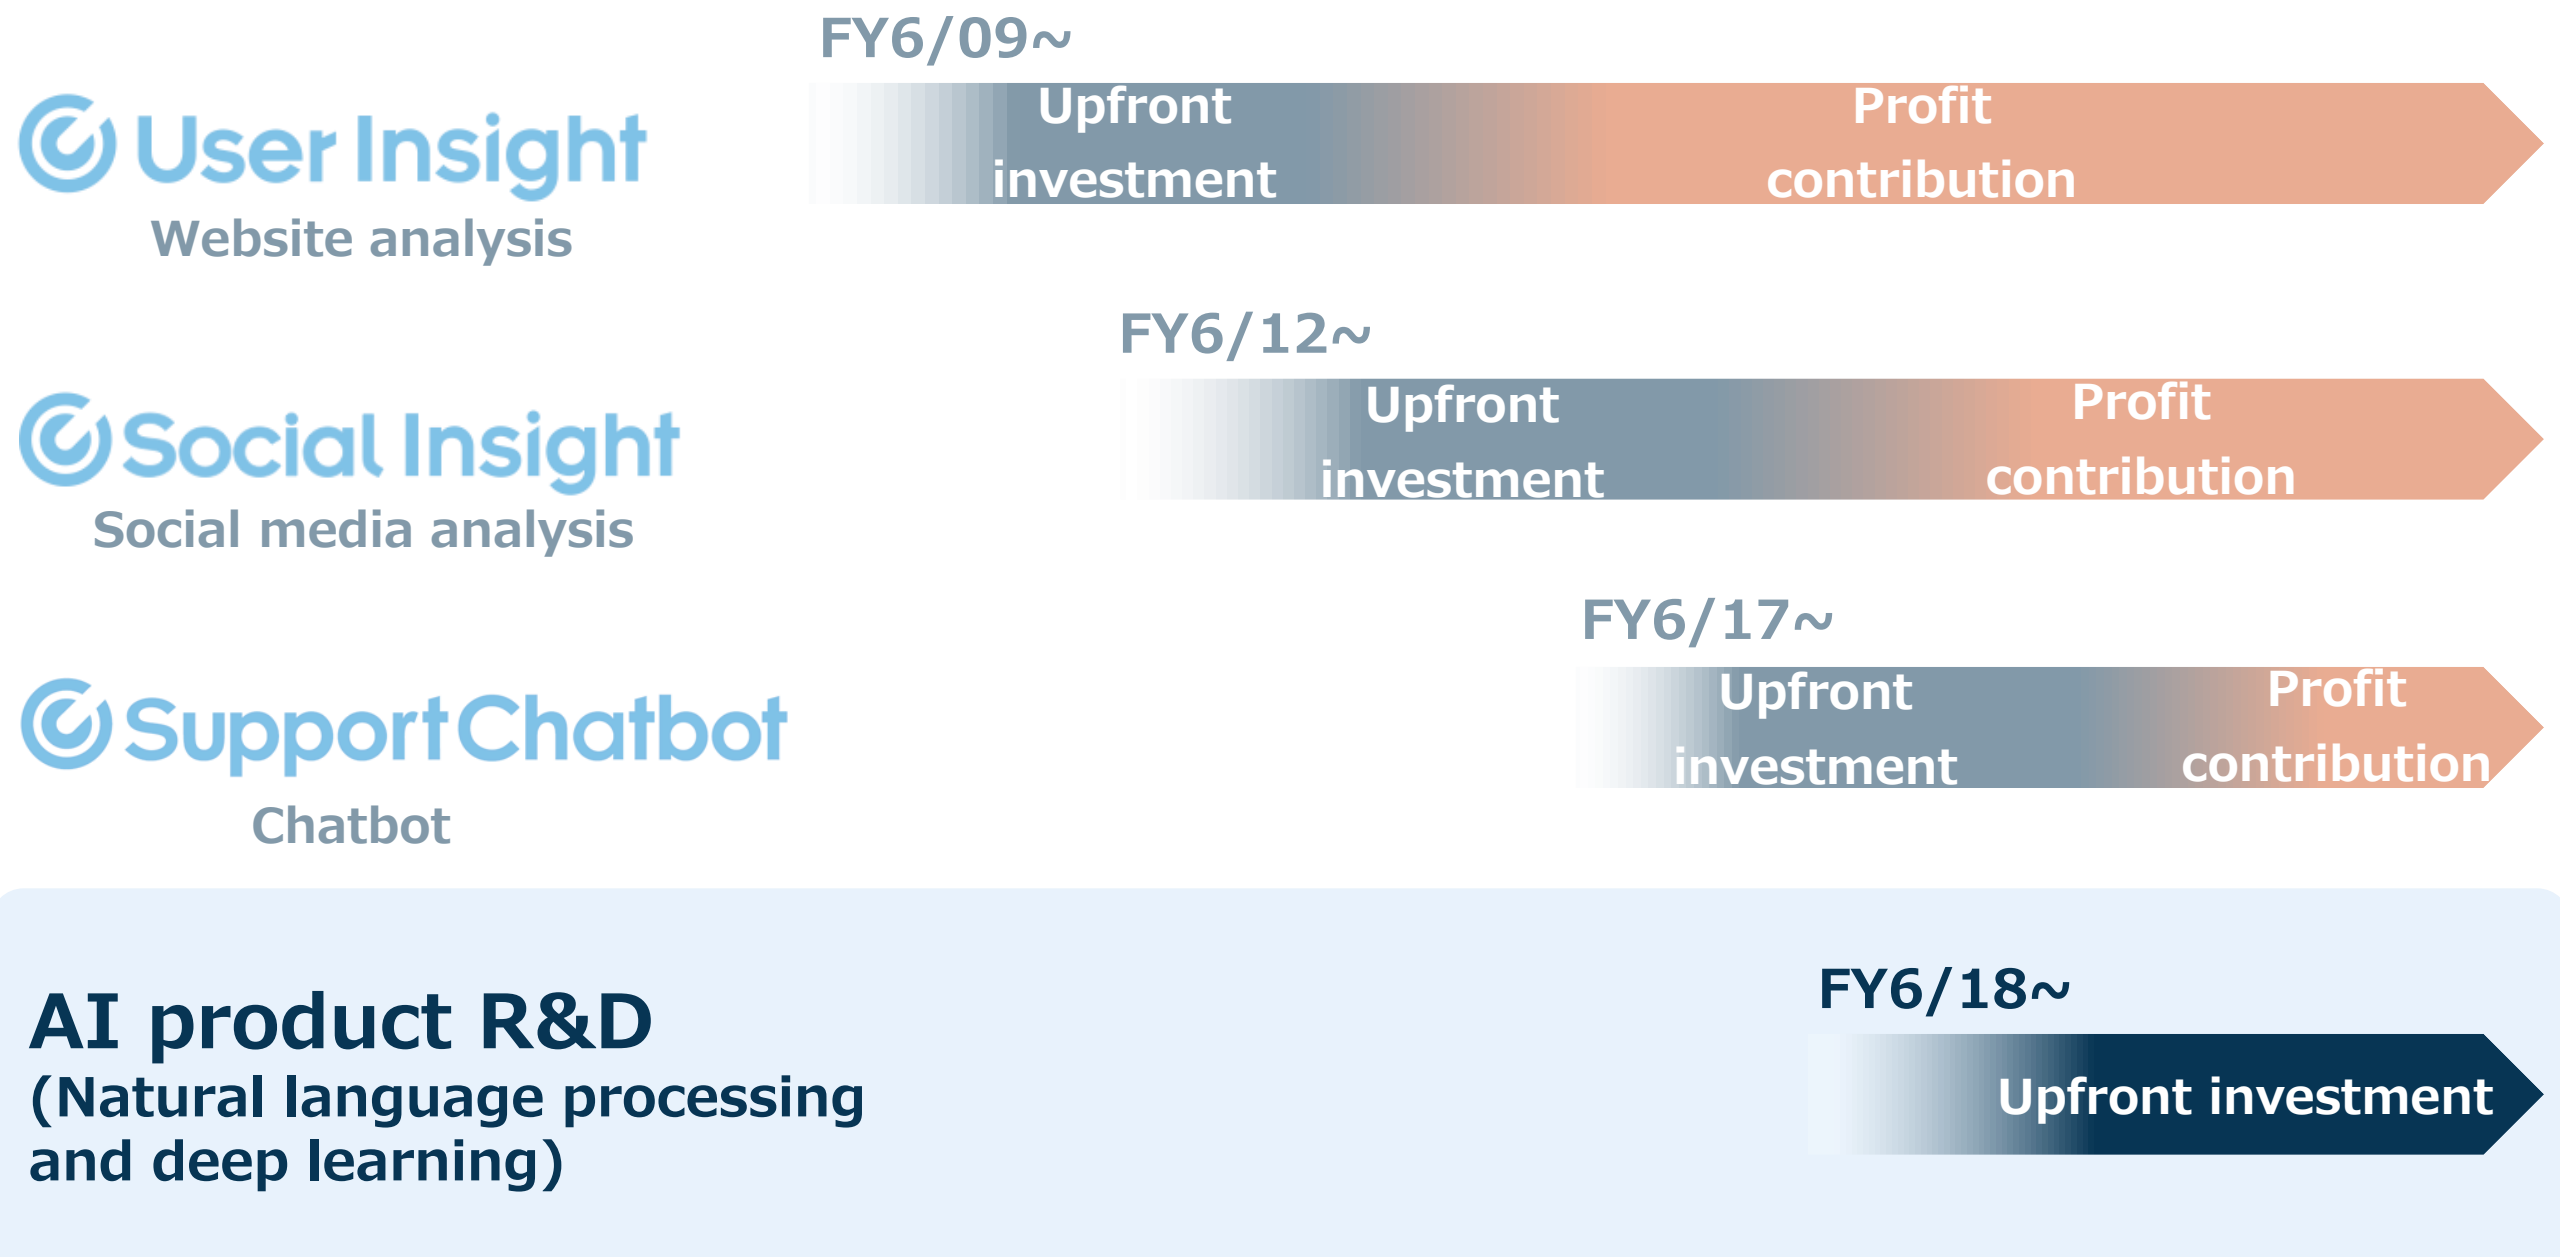 FY6/09~
User Insight
Website analysis
Upfront
investment
Profit
contribution
FY6/12~
Social Insight
Social media analysis
Upfront
investment
Profit
contribution
FY6/17~
Support Chatbot
Chatbot
Upfront
investment
Profit
contribution
AI product R&D
(Natural language processing
and deep learning)
FY6/18~
Upfront investment